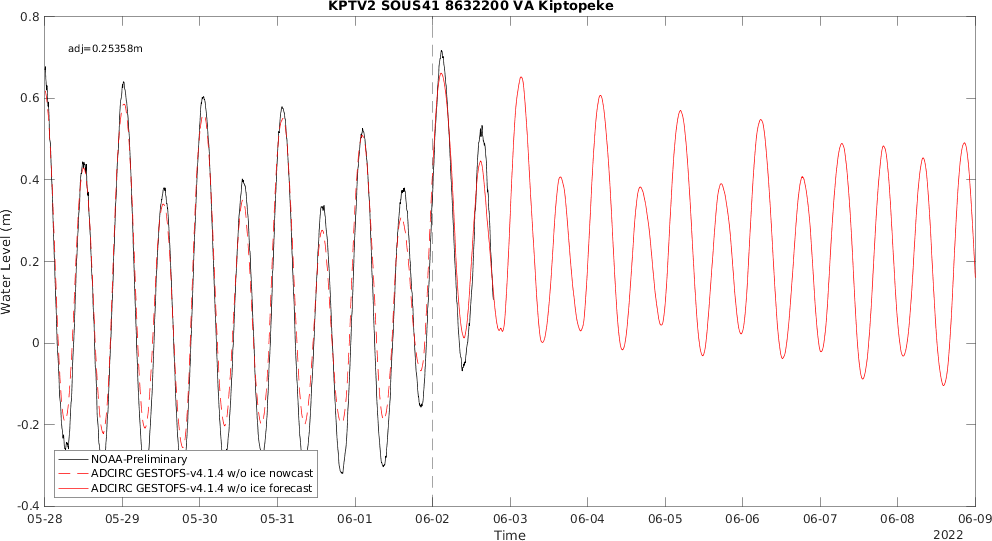 KPTV2 SOUS41 8632200 VA Kiptopeke
adj=0.25358m
0.8
0.6
0.4
0.2
0
-0.2
-0.4
Water Level (m)
NOAA-Preliminary
ADCIRC GESTOFS-v4.1.4 w/o ice nowcast
ADCIRC GESTOFS-v4.1.4 w/o ice forecast
05-28 05-29 05-30 05-31 06-01 06-02 06-03 06-04 06-05 06-06 06-07 06-08 06-09
Time
2022